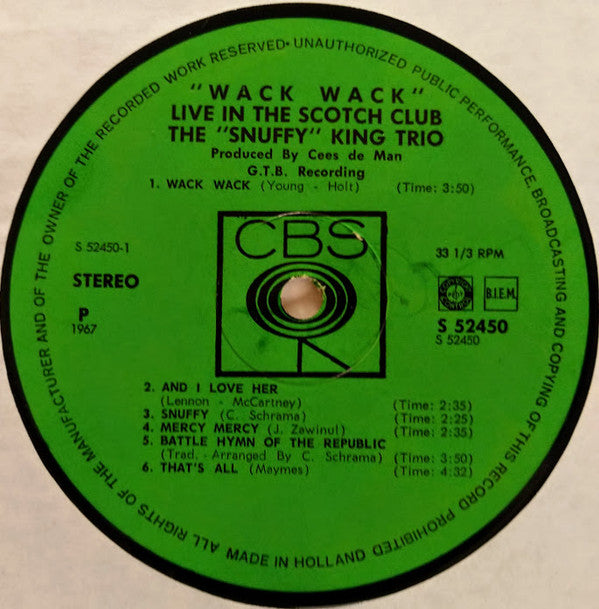 ALL RIGHTS OF THE MANUFACTURER AND OF THE OWNER OF THE RECORDED WORK RESERVED • UNAUTHORIZED PUBLIC PERFORMANCE, BROADCASTING AND COPYING OF THIS RECORD PROHIBITED
MADE IN HOLLAND
"WACK WACK"
LIVE IN THE SCOTCH CLUB
THE "SNUFFY" KING TRIO
Produced By Cees de Man
G.T.B. Recording
1. WACK WACK (Young - Holt) (Time: 3:50)
CBS
S 52450-1
33 1/3 RPM
STEREO
B.I.E.M.
P
1967
S 52450
S 52450
2. AND I LOVE HER
(Lennon - McCartney) (Time: 2:35)
3. SNUFFY (C. Schrama) (Time: 2:25)
4. MERCY MERCY (J. Zawinul) (Time: 2:35)
5. BATTLE HYMN OF THE REPUBLIC
(Trad. - Arranged By C. Schrama) (Time: 3:50)
6. THAT'S ALL (Maymes) (Time: 4:32)